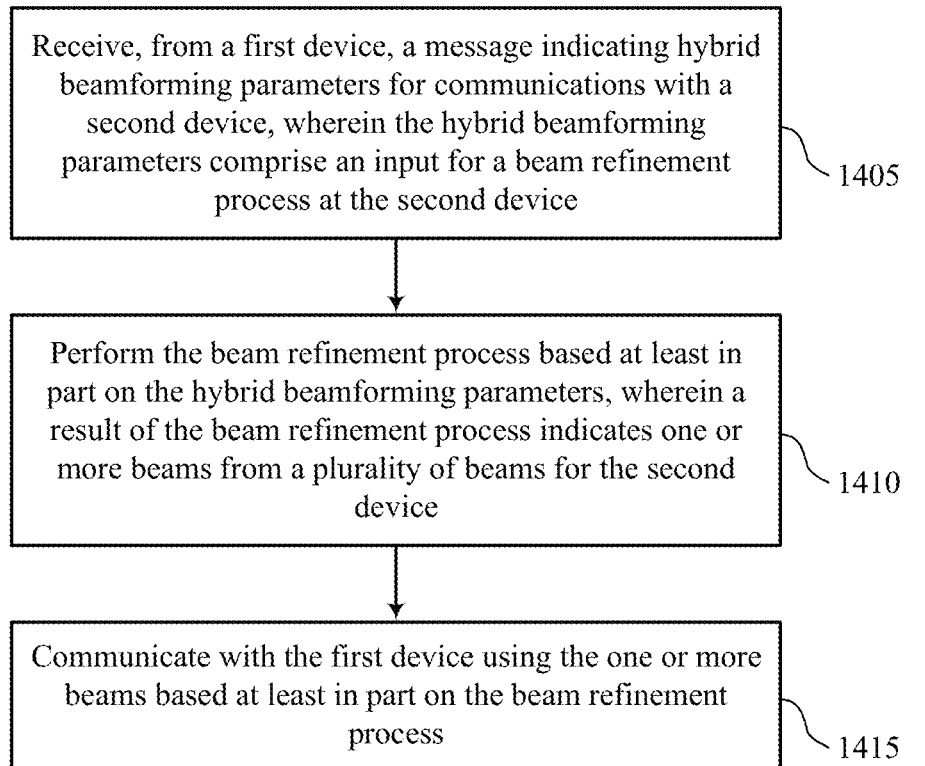 Receive, from a first device, a message indicating hybrid
beamforming parameters for communications with a
second device, wherein the hybrid beamforming
parameters comprise an input for a beam refinement
process at the second device
1405
Perform the beam refinement process based at least in
part on the hybrid beamforming parameters, wherein a
result of the beam refinement process indicates one or
more beams from a plurality of beams for the second
device
1410
Communicate with the first device using the one or more
beams based at least in part on the beam refinement
process
1415